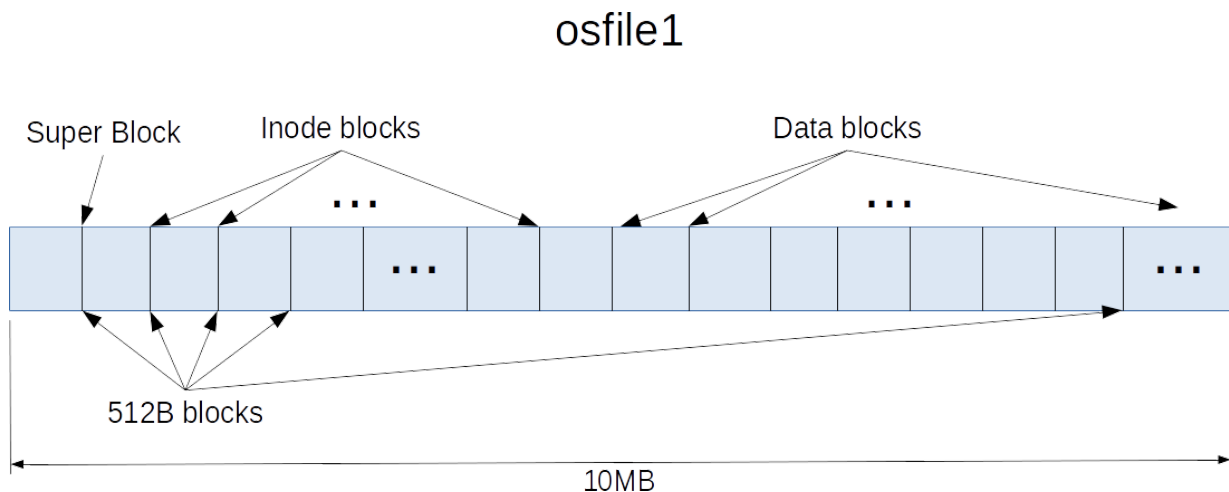 osfile1
Super Block
Inode blocks
Data blocks
...
...
...
...
512B blocks
10MB